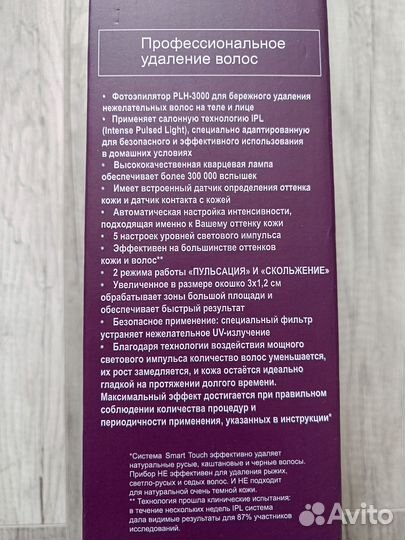 Профессиональное
удаление волос
• Фотоэпилятор PLH-3000 для бережного удаления
нежелательных волос на теле и лице
• Применяет салонную технологию IPL
(Intense Pulsed Light), специально адаптированную
для безопасного и эффективного использования
в домашних условиях
• Высококачественная кварцевая лампа
обеспечивает более 300 000 вспышек
• Имеет встроенный датчик определения оттенка
кожи и датчик контакта с кожей
• Автоматическая настройка интенсивности,
подходящая именно к Вашему оттенку кожи
• 5 настроек уровней светового импульса
• Эффективен на большинстве оттенков
кожи и волос**
• 2 режима работы «ПУЛЬСАЦИЯ» И «СКОЛЬЖЕНИЕ»
• Увеличенное в размере окошко 3х1,2 см
обрабатывает зоны большой площади и
обеспечивает быстрый результат
• Безопасное применение: специальный фильтр
устраняет нежелательное UV-излучение
• Благодаря технологии воздействия мощного
светового импульса количество волос уменьшается,
их рост замедляется, и кожа остаётся идеально
гладкой на протяжении долгого времени.
Максимальный эффект достигается при правильном
соблюдении количества процедур и
периодичности применения, указанных в инструкции*
*Система Smart Touch эффективно удаляет
натуральные русые, каштановые и черные волосы.
Прибор НЕ эффективен для удаления рыжих,
светло-русых и седых волос. И НЕ подходит
для натуральной очень темной кожи.
** Технология прошла клинические испытания:
в течение нескольких недель IPL система
дала видимые результаты для 87% участников
исследований.
Avito